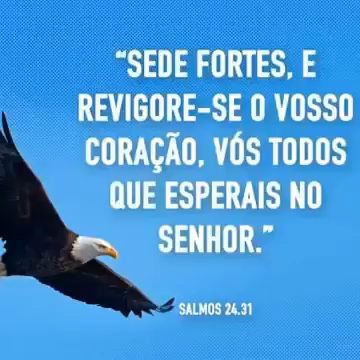 “SEDE FORTES, E
REVIGORE-SE O VOSSO
CORAÇÃO, VÓS TODOS
QUE ESPERAIS NO
SENHOR.”
SALMOS 24.31